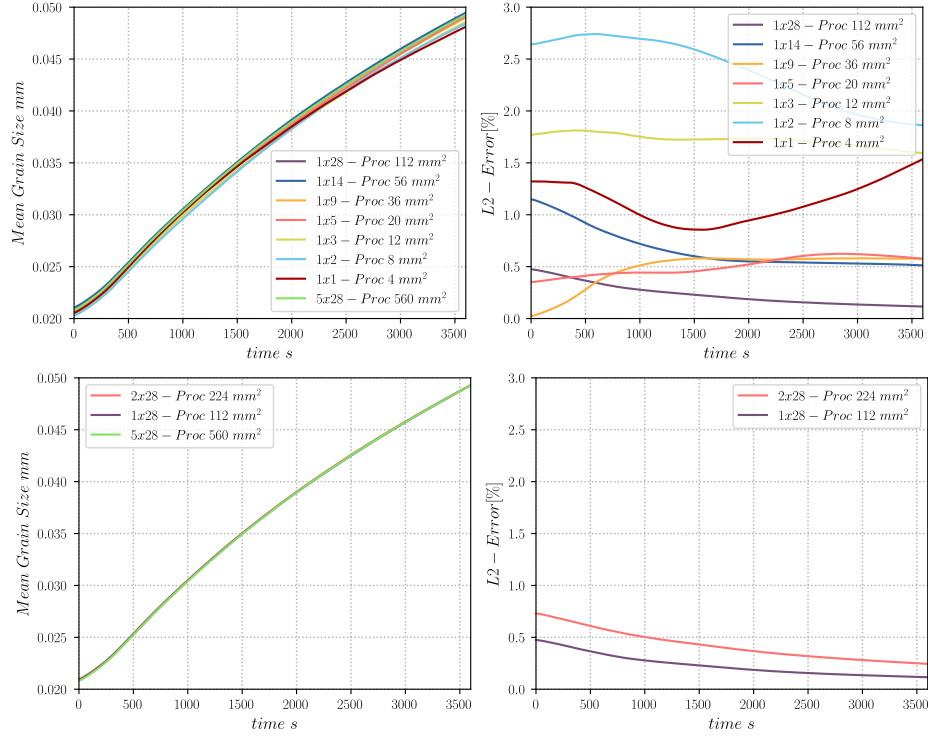 0.050
0.045
0.040
0.035
0.030
0.025
0.020
Mean Grain Size mm
1x28 − Proc 112 mm²
1x14 − Proc 56 mm²
1x9 − Proc 36 mm²
1x5 − Proc 20 mm²
1x3 − Proc 12 mm²
1x2 − Proc 8 mm²
1x1 − Proc 4 mm²
5x28 − Proc 560 mm²
0 500 1000 1500 2000 2500 3000 3500
time s
3.0
2.5
2.0
1.5
1.0
0.5
0.0
L2 − Error[%]
1x28 − Proc 112 mm²
1x14 − Proc 56 mm²
1x9 − Proc 36 mm²
1x5 − Proc 20 mm²
1x3 − Proc 12 mm²
1x2 − Proc 8 mm²
1x1 − Proc 4 mm²
0 500 1000 1500 2000 2500 3000 3500
time s
0.050
0.045
0.040
0.035
0.030
0.025
0.020
Mean Grain Size mm
2x28 − Proc 224 mm²
1x28 − Proc 112 mm²
5x28 − Proc 560 mm²
0 500 1000 1500 2000 2500 3000 3500
time s
3.0
2.5
2.0
1.5
1.0
0.5
0.0
L2 − Error[%]
2x28 − Proc 224 mm²
1x28 − Proc 112 mm²
0 500 1000 1500 2000 2500 3000 3500
time s